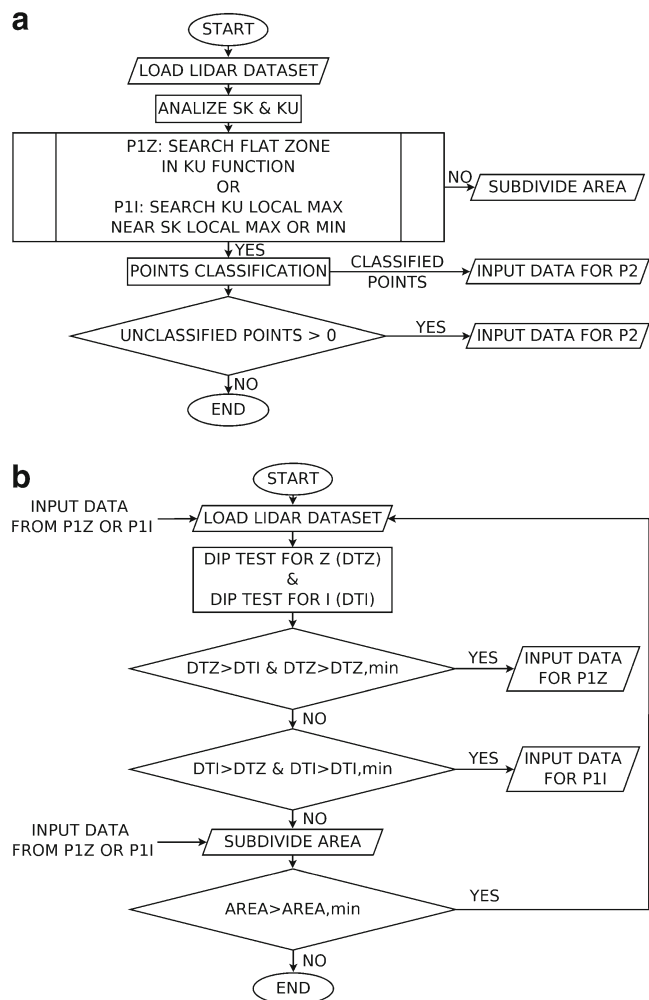 a
START
LOAD LIDAR DATASET
ANALIZE SK & KU
P1Z: SEARCH FLAT ZONE
IN KU FUNCTION
OR
P1I: SEARCH KU LOCAL MAX
NEAR SK LOCAL MAX OR MIN
NO
SUBDIVIDE AREA
YES
POINTS CLASSIFICATION
CLASSIFIED
POINTS
INPUT DATA FOR P2
UNCLASSIFIED POINTS > 0
YES
INPUT DATA FOR P2
NO
END
b
START
INPUT DATA
FROM P1Z OR P1I
LOAD LIDAR DATASET
DIP TEST FOR Z (DTZ)
&
DIP TEST FOR I (DTI)
DTZ>DTI & DTZ>DTZ,min
YES
INPUT DATA
FOR P1Z
NO
DTI>DTZ & DTI>DTI,min
YES
INPUT DATA
FOR P1I
NO
INPUT DATA
FROM P1Z OR P1I
SUBDIVIDE AREA
AREA>AREA,min
YES
NO
END